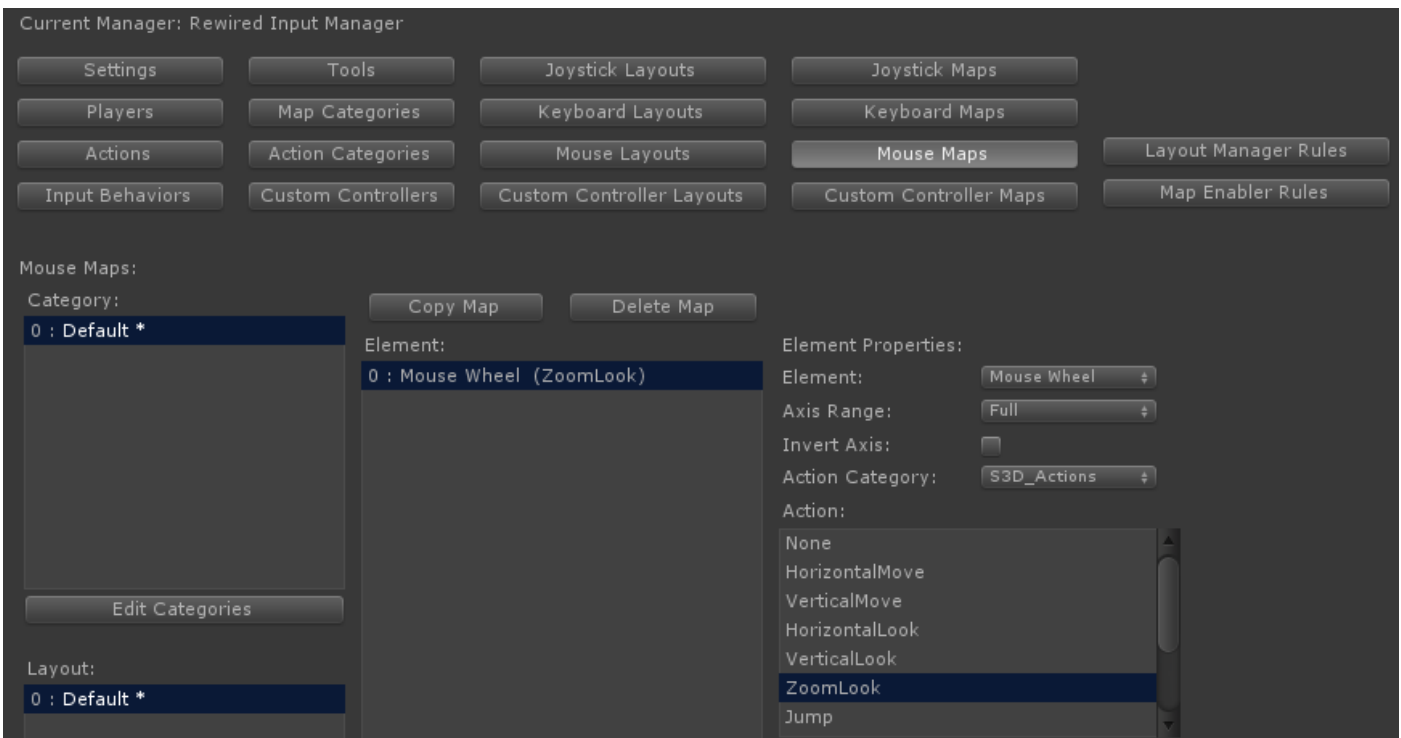 Current Manager: Rewired Input Manager
Settings Tools Joystick Layouts Joystick Maps
Players Map Categories Keyboard Layouts Keyboard Maps
Actions Action Categories Mouse Layouts Mouse Maps Layout Manager Rules
Input Behaviors Custom Controllers Custom Controller Layouts Custom Controller Maps Map Enabler Rules
Mouse Maps:
Category:
0 : Default *
Edit Categories
Layout:
0 : Default *
Copy Map Delete Map
Element:
0 : Mouse Wheel (ZoomLook)
Element Properties:
Element: Mouse Wheel
Axis Range: Full
Invert Axis:
Action Category: S3D_Actions
Action:
None
HorizontalMove
VerticalMove
HorizontalLook
VerticalLook
ZoomLook
Jump